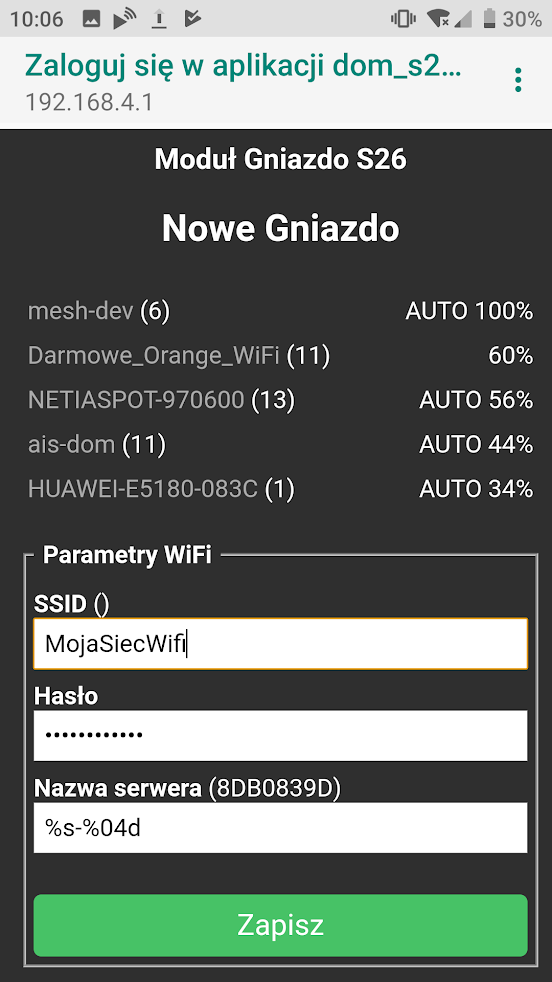 10:06 30%
Zaloguj się w aplikacji dom_s2...
192.168.4.1
Moduł Gniazdo S26
Nowe Gniazdo
mesh-dev (6) AUTO 100%
Darmowe_Orange_WiFi (11) 60%
NETIASPOT-970600 (13) AUTO 56%
ais-dom (11) AUTO 44%
HUAWEI-E5180-083C (1) AUTO 34%
Parametry WiFi
SSID ()
MojaSiecWifi
Hasło
••••••••••••
Nazwa serwera (8DB0839D)
%s-%04d
Zapisz